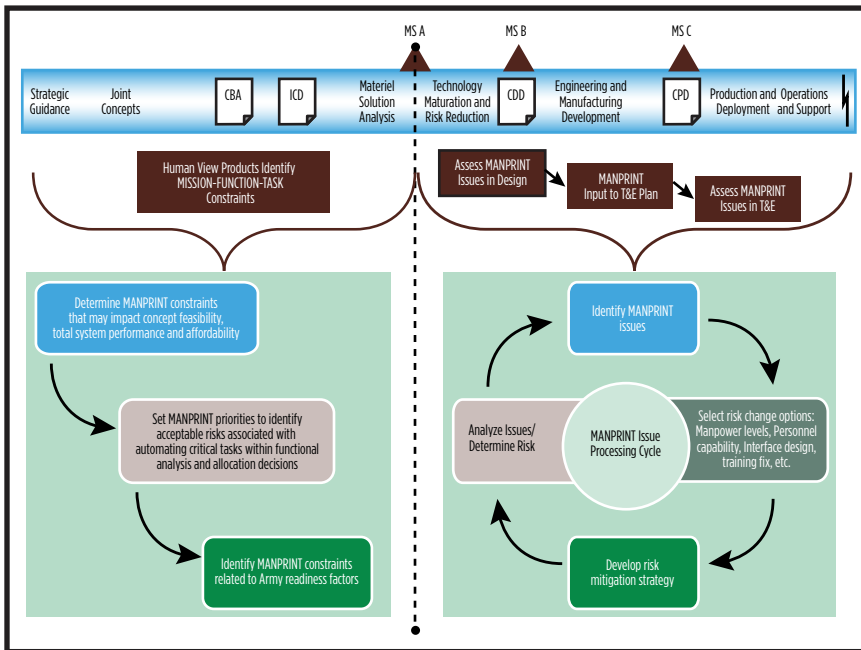 MS A
MS B
MS C
Strategic
Guidance
Joint
Concepts
CBA
ICD
Materiel
Solution
Analysis
Technology
Maturation and
Risk Reduction
CDD
Engineering and
Manufacturing
Development
CPD
Production and
Deployment
Operations
and Support
Human View Products Identify
MISSION-FUNCTION-TASK
Constraints
Assess MANPRINT
Issues in Design
MANPRINT
Input to T&E Plan
Assess MANPRINT
Issues in T&E
Determine MANPRINT constraints
that may impact concept feasibility,
total system performance and affordability
Set MANPRINT priorities to identify
acceptable risks associated with
automating critical tasks within functional
analysis and allocation decisions
Identify MANPRINT constraints
related to Army readiness factors
Identify MANPRINT
issues
Analyze Issues/
Determine Risk
MANPRINT Issue
Processing Cycle
Select risk change options:
Manpower levels, Personnel
capability, Interface design,
training fix, etc.
Develop risk
mitigation strategy